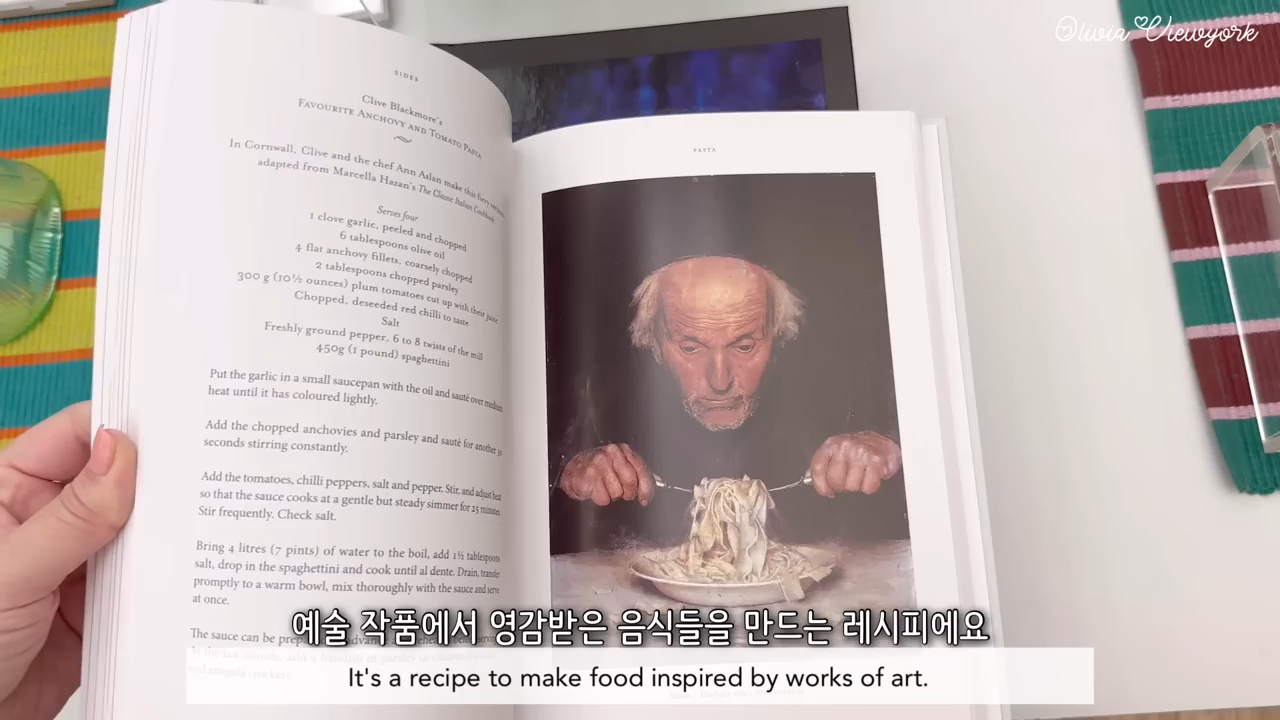 Olivia Viewyork
SIDES
Clive Blackmore's
FAVOURITE ANCHOVY AND TOMATO PASTA
In Cornwall, Clive and the chef Ann Aslan make this forty
adapted from Marcella Hazan's The Classic Italian Cookbook.
Serves four
1 clove garlic, peeled and chopped
6 tablespoons olive oil
4 flat anchovy fillets, coarsely chopped
2 tablespoons chopped parsley
300 g (10½ ounces) plum tomatoes cut up with their juice
Chopped, deseeded red chilli to taste
Salt
Freshly ground pepper, 6 to 8 twists of the mill
450g (1 pound) spaghettini
Put the garlic in a small saucepan with the oil and sauté over medium
heat until it has coloured lightly.
Add the chopped anchovies and parsley and sauté for another 30
seconds stirring constantly.
Add the tomatoes, chilli peppers, salt and pepper. Stir, and adjust heat
so that the sauce cooks at a gentle but steady simmer for 25 minutes.
Stir frequently. Check salt.
Bring 4 litres (7 pints) of water to the boil, add 1½ tablespoons
salt, drop in the spaghettini and cook until al dente. Drain, transfer
promptly to a warm bowl, mix thoroughly with the sauce and serve
at once.
The sauce can be
PASTA
예술 작품에서 영감받은 음식들을 만드는 레시피에요
It's a recipe to make food inspired by works of art.